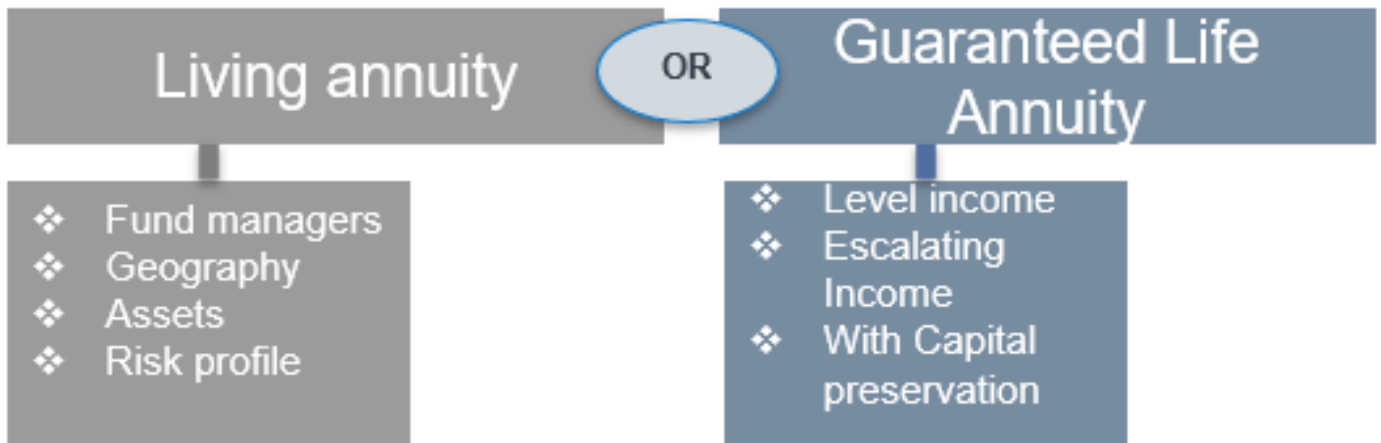 Living annuity
OR
Guaranteed Life
Annuity
❖ Fund managers
❖ Geography
❖ Assets
❖ Risk profile
❖ Level income
❖ Escalating
Income
❖ With Capital
preservation